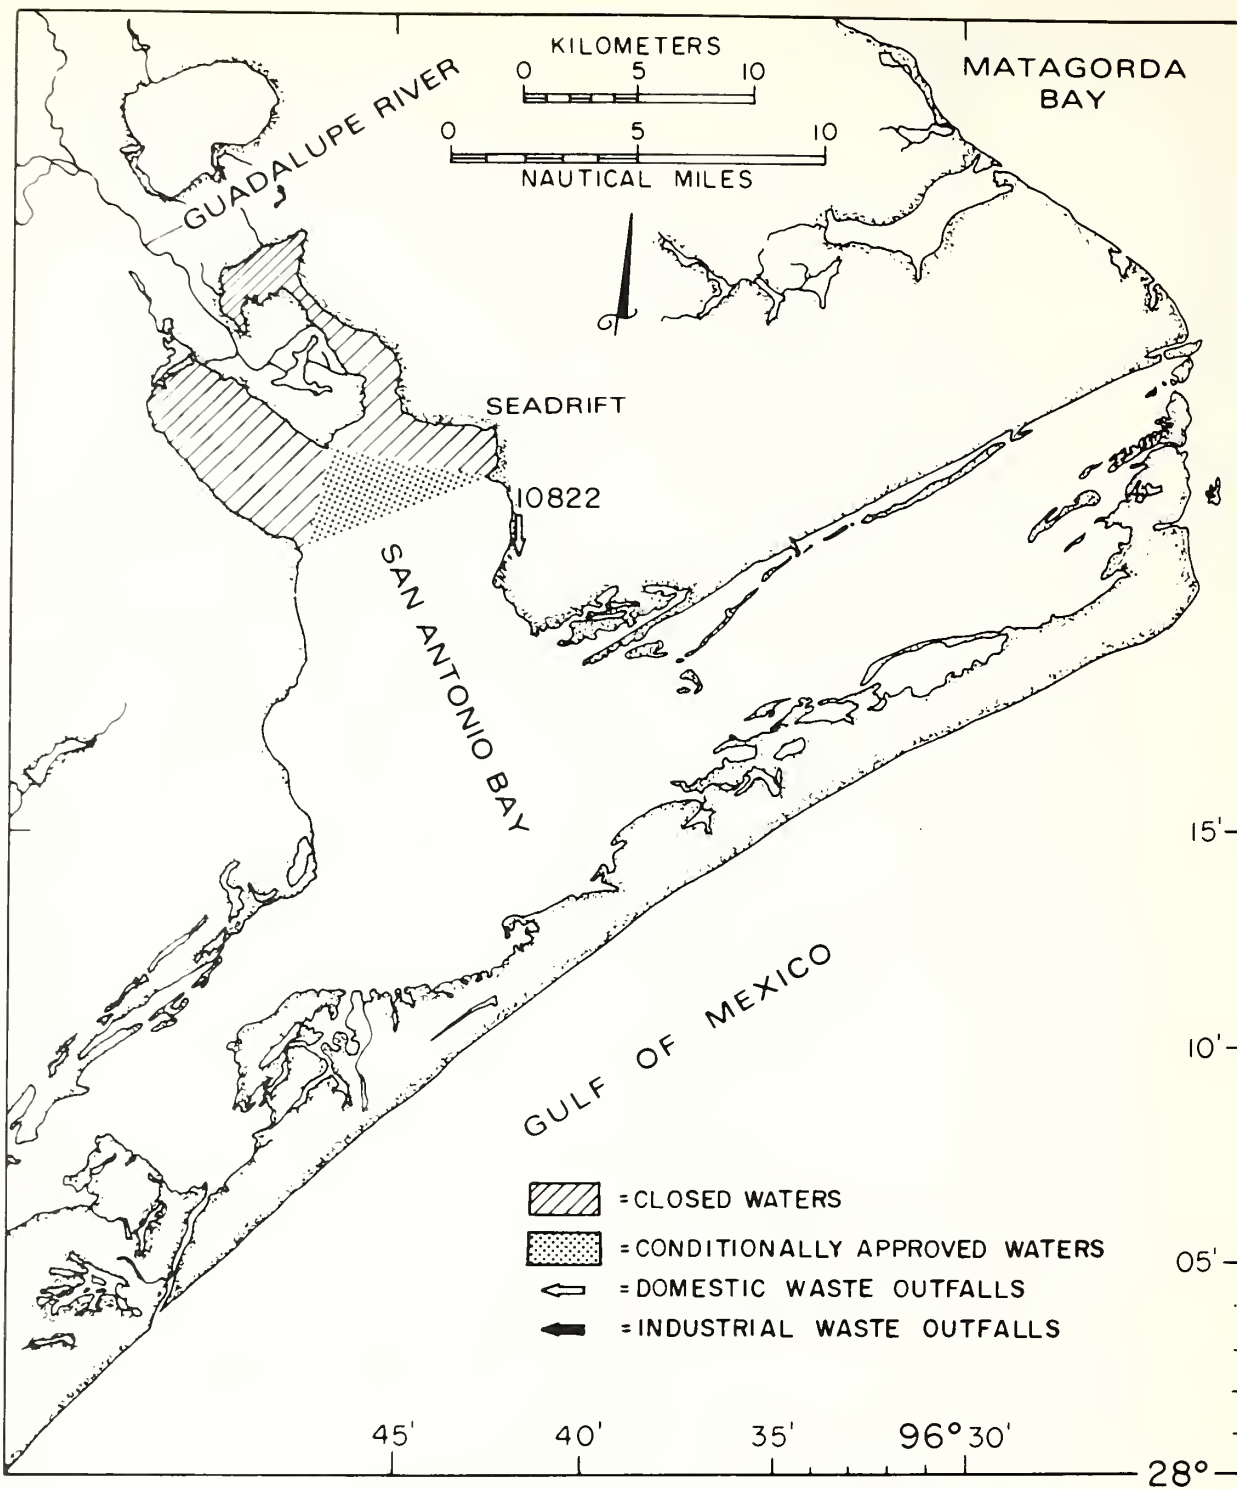 KILOMETERS
0 5 10
MATAGORDA
BAY
0 5 10
NAUTICAL MILES
GUADALUPE RIVER
SEADRIFT
10822
SAN ANTONIO BAY
15'
GULF OF MEXICO
10'
= CLOSED WATERS
= CONDITIONALLY APPROVED WATERS
05'
= DOMESTIC WASTE OUTFALLS
= INDUSTRIAL WASTE OUTFALLS
45' 40' 35' 96°30'
28°